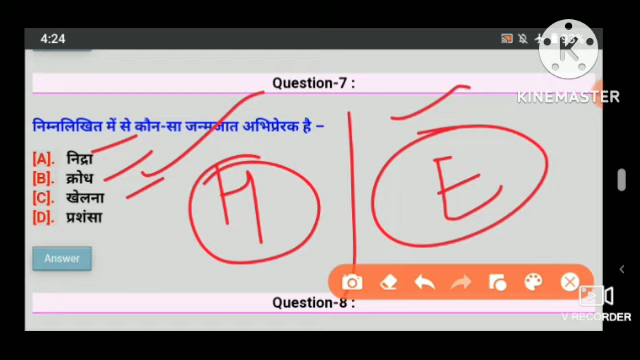 4:24
KINEMASTER
Question-7 :
निम्नलिखित में से कौन-सा जन्मजात अभिप्रेरक है –
[A]. निद्रा
[B]. क्रोध
[C]. खेलना
[D]. प्रशंसा
E
Answer
Question-8 :
V RECORDER